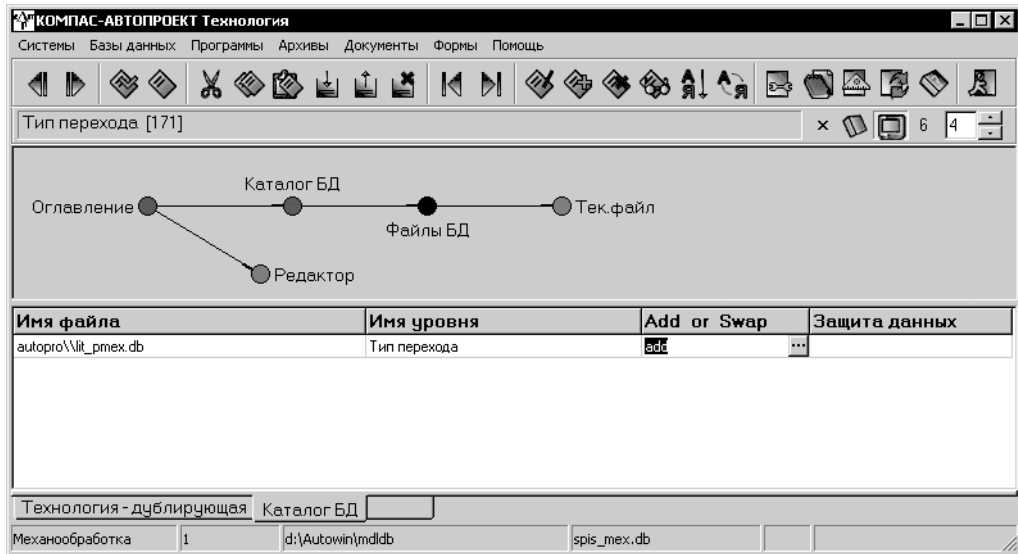 КОМПАС-АВТОПРОЕКТ Технология
Системы Базы данных Программы Архивы Документы Формы Помощь
Тип перехода [171] 6 4
Каталог БД
Оглавление Тек.файл
Файлы БД
Редактор
Имя файла Имя уровня Add or Swap Защита данных
autopro\\lit_pmex.db Тип перехода add ...
Технология-дублирующая Каталог БД
Механообработка 1 d:\Autowin\mdldb spis_mex.db